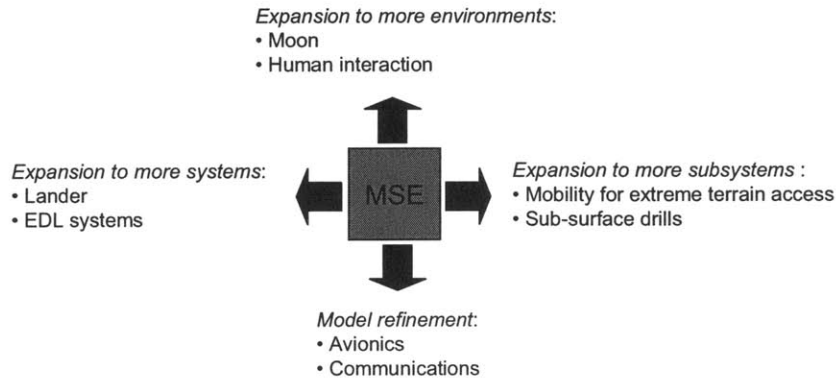 Expansion to more environments:
• Moon
• Human interaction
Expansion to more systems:
• Lander
• EDL systems
MSE
Expansion to more subsystems :
• Mobility for extreme terrain access
• Sub-surface drills
Model refinement:
• Avionics
• Communications